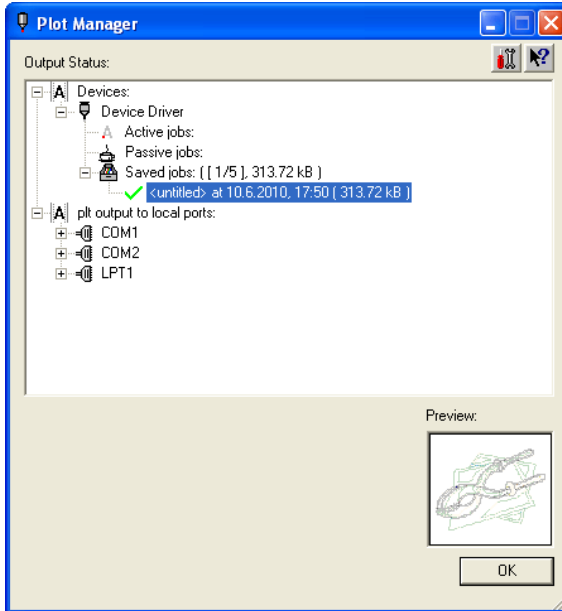 Plot Manager
Output Status:
Devices:
Device Driver
Active jobs:
Passive jobs:
Saved jobs: ( [ 1/5 ], 313.72 kB )
<untitled> at 10.6.2010, 17:50 ( 313.72 kB )
plt output to local ports:
COM1
COM2
LPT1
Preview:
OK